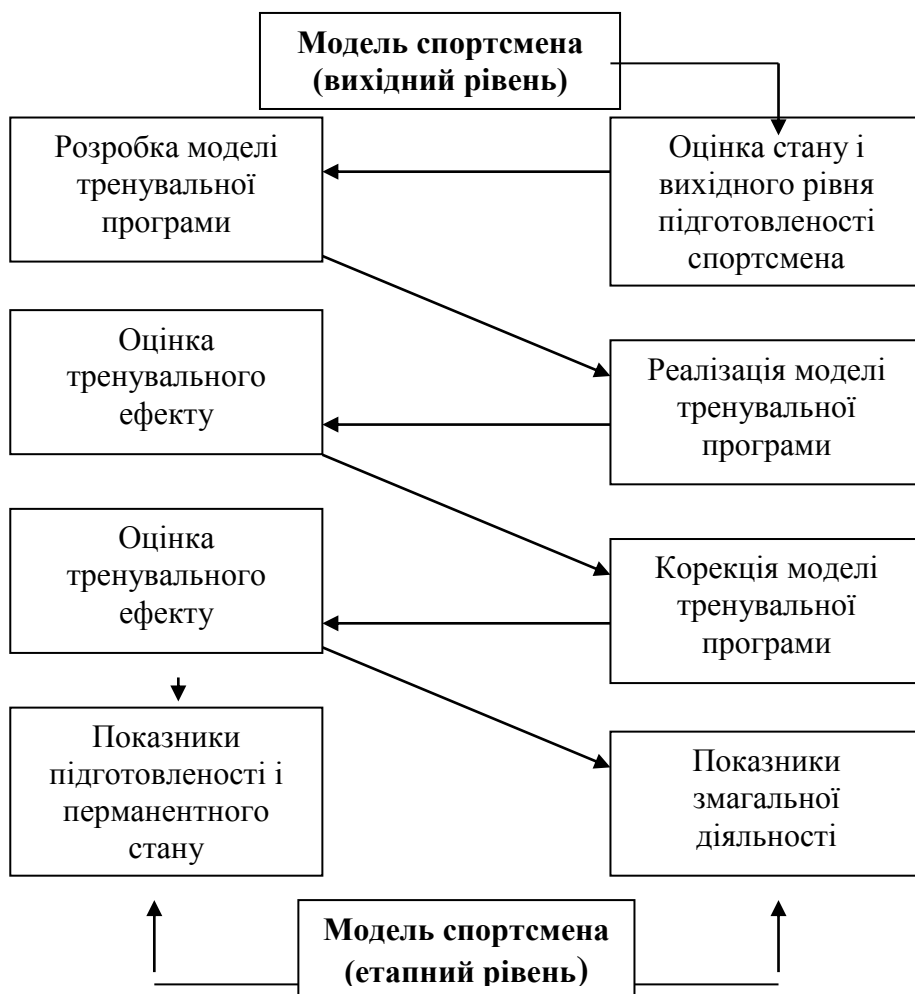 Модель спортсмена
(вихідний рівень)
Розробка моделі
тренувальної
програми
Оцінка стану і
вихідного рівня
підготовленості
спортсмена
Оцінка
тренувального
ефекту
Реалізація моделі
тренувальної
програми
Оцінка
тренувального
ефекту
Корекція моделі
тренувальної
програми
Показники
підготовленості і
перманентного
стану
Показники
змагальної
діяльності
Модель спортсмена
(етапний рівень)